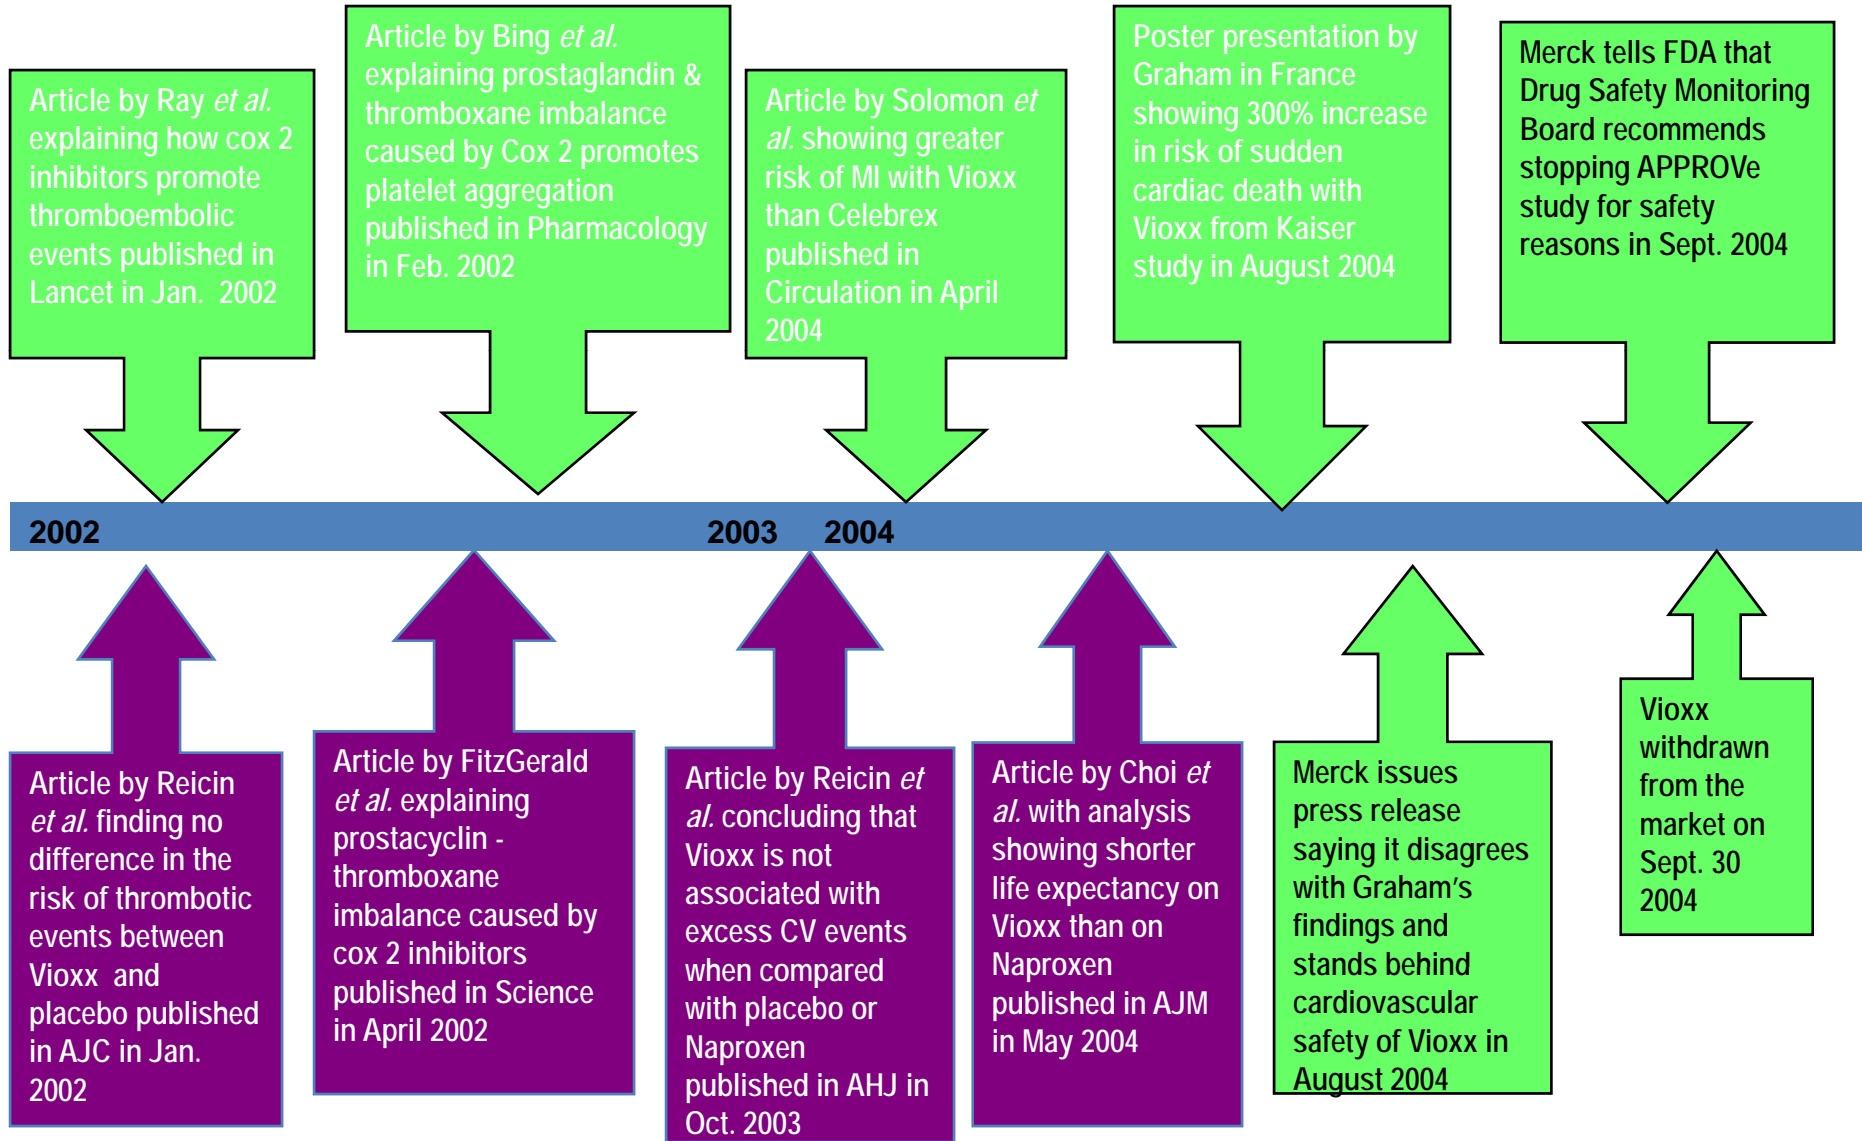 Article by Ray et al.
explaining how cox 2
inhibitors promote
thromboembolic
events published in
Lancet in Jan.  2002
Article by Bing et al.
explaining prostaglandin &
thromboxane imbalance
caused by Cox 2 promotes
platelet aggregation
published in Pharmacology
in Feb. 2002
Article by Solomon et
al. showing greater
risk of MI with Vioxx
than Celebrex
published in
Circulation in April
2004
Poster presentation by
Graham in France
showing 300% increase
in risk of sudden
cardiac death with
Vioxx from Kaiser
study in August 2004
Merck tells FDA that
Drug Safety Monitoring
Board recommends
stopping APPROVe
study for safety
reasons in Sept. 2004
2002
2003
2004
Article by Reicin
et al. finding no
difference in the
risk of thrombotic
events between
Vioxx  and
placebo published
in AJC in Jan.
2002
Article by FitzGerald
et al. explaining
prostacyclin -
thromboxane
imbalance caused by
cox 2 inhibitors
published in Science
in April 2002
Article by Reicin et
al. concluding that
Vioxx is not
associated with
excess CV events
when compared
with placebo or
Naproxen
published in AHJ in
Oct. 2003
Article by Choi et
al. with analysis
showing shorter
life expectancy on
Vioxx than on
Naproxen
published in AJM
in May 2004
Merck issues
press release
saying it disagrees
with Graham's
findings and
stands behind
cardiovascular
safety of Vioxx in
August 2004
Vioxx
withdrawn
from the
market on
Sept. 30
2004